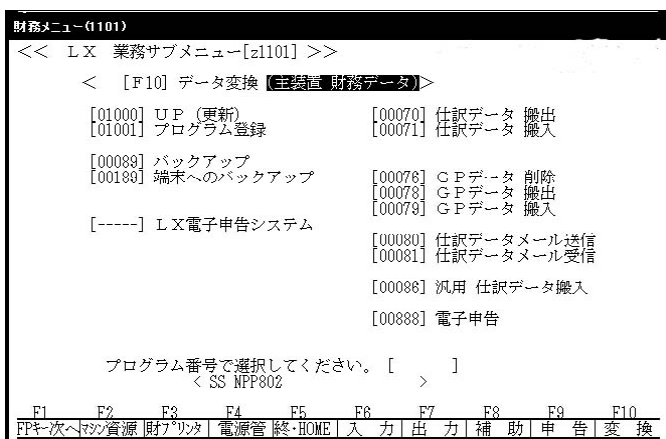 財務メニュー(1101)
<< LX 業務サブメニュー[z1101] >>
< [F10] データ変換 (主装置 財務データ)>
[01000] UP (更新)
[01001] プログラム登録
[00089] バックアップ
[00189] 端末へのバックアップ
[-----] LX電子申告システム
[00070] 仕訳データ 搬出
[00071] 仕訳データ 搬入
[00076] GPデータ 削除
[00078] GPデータ 搬出
[00079] GPデータ 搬入
[00080] 仕訳データメール送信
[00081] 仕訳データメール受信
[00086] 汎用 仕訳データ搬入
[00888] 電子申告
プログラム番号で選択してください。 [ ]
< SS NPP802 >
F1 F2 F3 F4 F5 F6 F7 F8 F9 F10
FPキー次へ マシン資源 財プリンタ 電源管 終・HOME 入 力 出 力 補 助 申 告 変 換